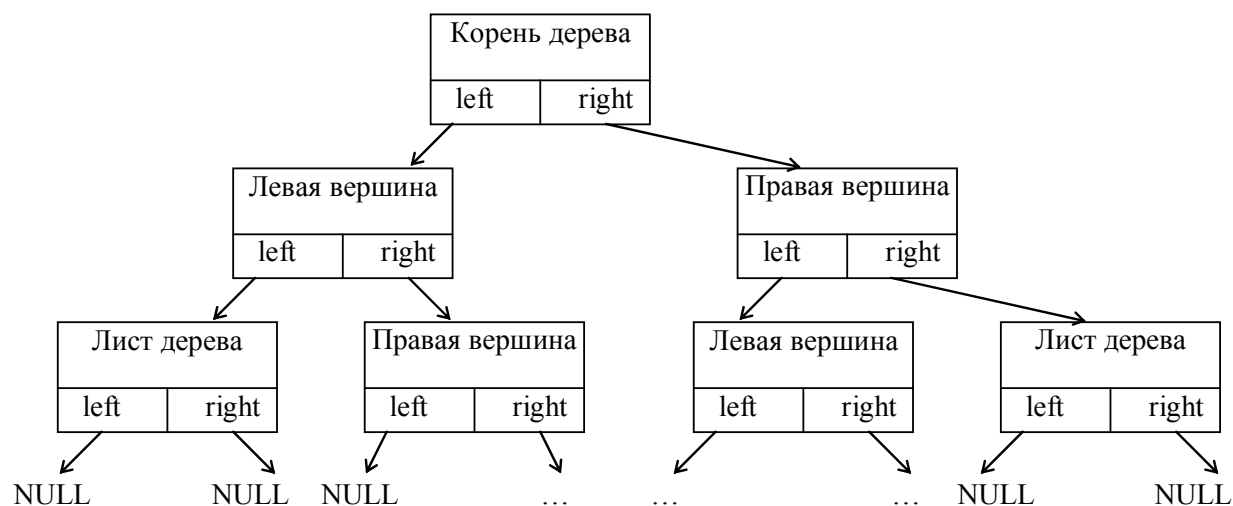 Корень дерева
left right
Левая вершина Правая вершина
left right left right
Лист дерева Правая вершина Левая вершина Лист дерева
left right left right left right left right
NULL NULL NULL … … … NULL NULL